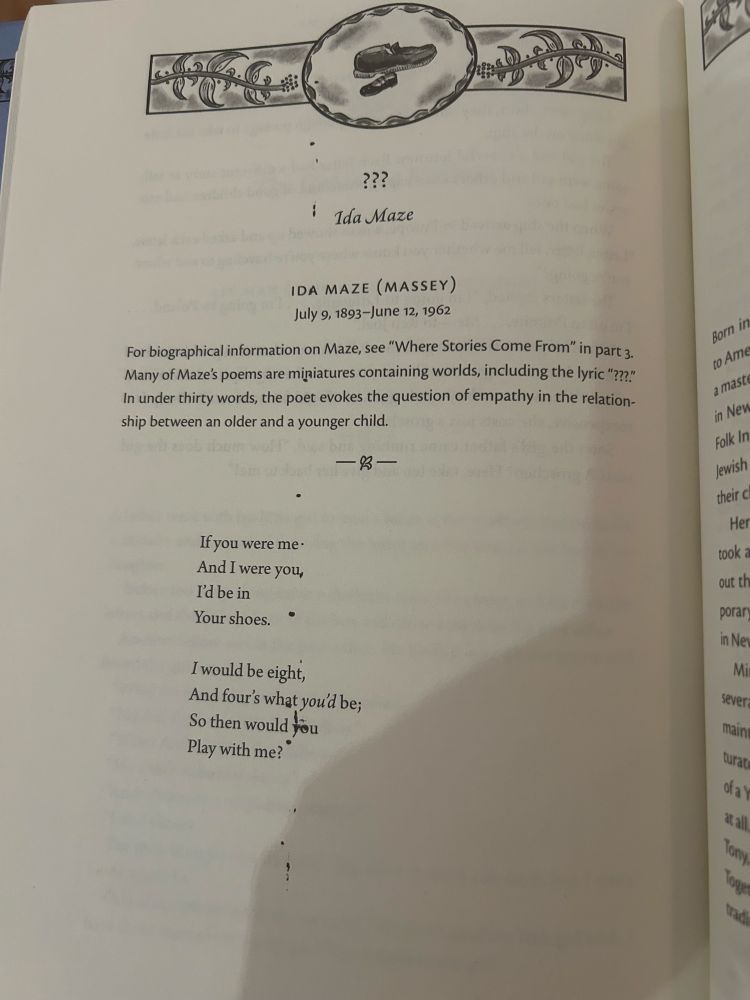 ???
Ida Maze
IDA MAZE (MASSEY)
July 9, 1893–June 12, 1962
For biographical information on Maze, see “Where Stories Come From” in part 3.
Many of Maze’s poems are miniatures containing worlds, including the lyric “???.”
In under thirty words, the poet evokes the question of empathy in the relation-
ship between an older and a younger child.
If you were me
And I were you,
I’d be in
Your shoes.
I would be eight,
And four’s what you’d be;
So then would you
Play with me?
Born in
to Ame
a maste
in New
Folk In
Jewish
their c
Her
took a
out th
porary
in New
Mi
severa
main
turate
of a Y
at all.
Tony,
Toge
tradi